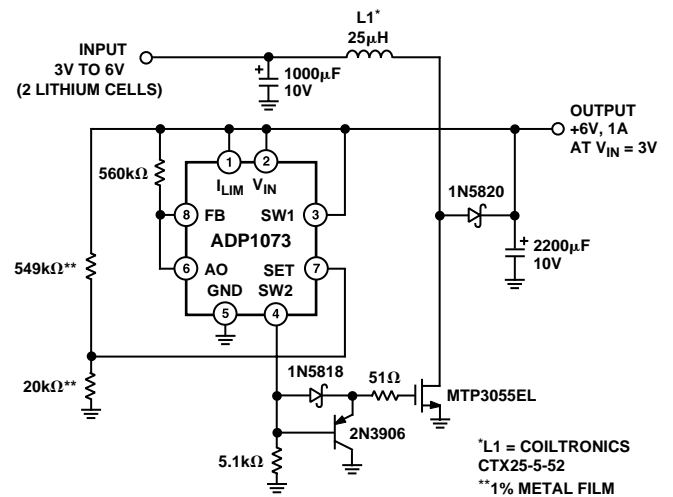 L1*
25μH
INPUT
3V TO 6V
(2 LITHIUM CELLS)
1000μF
10V
OUTPUT
+6V, 1A
AT VIN = 3V
560kΩ
1
2
ILIM
VIN
1N5820
8
FB
SW1
3
ADP1073
2200μF
10V
549kΩ**
6
AO
SET
7
GND
SW2
5
4
1N5818
51Ω
20kΩ**
MTP3055EL
2N3906
5.1kΩ
*L1 = COILTRONICS
CTX25-5-52
**1% METAL FILM